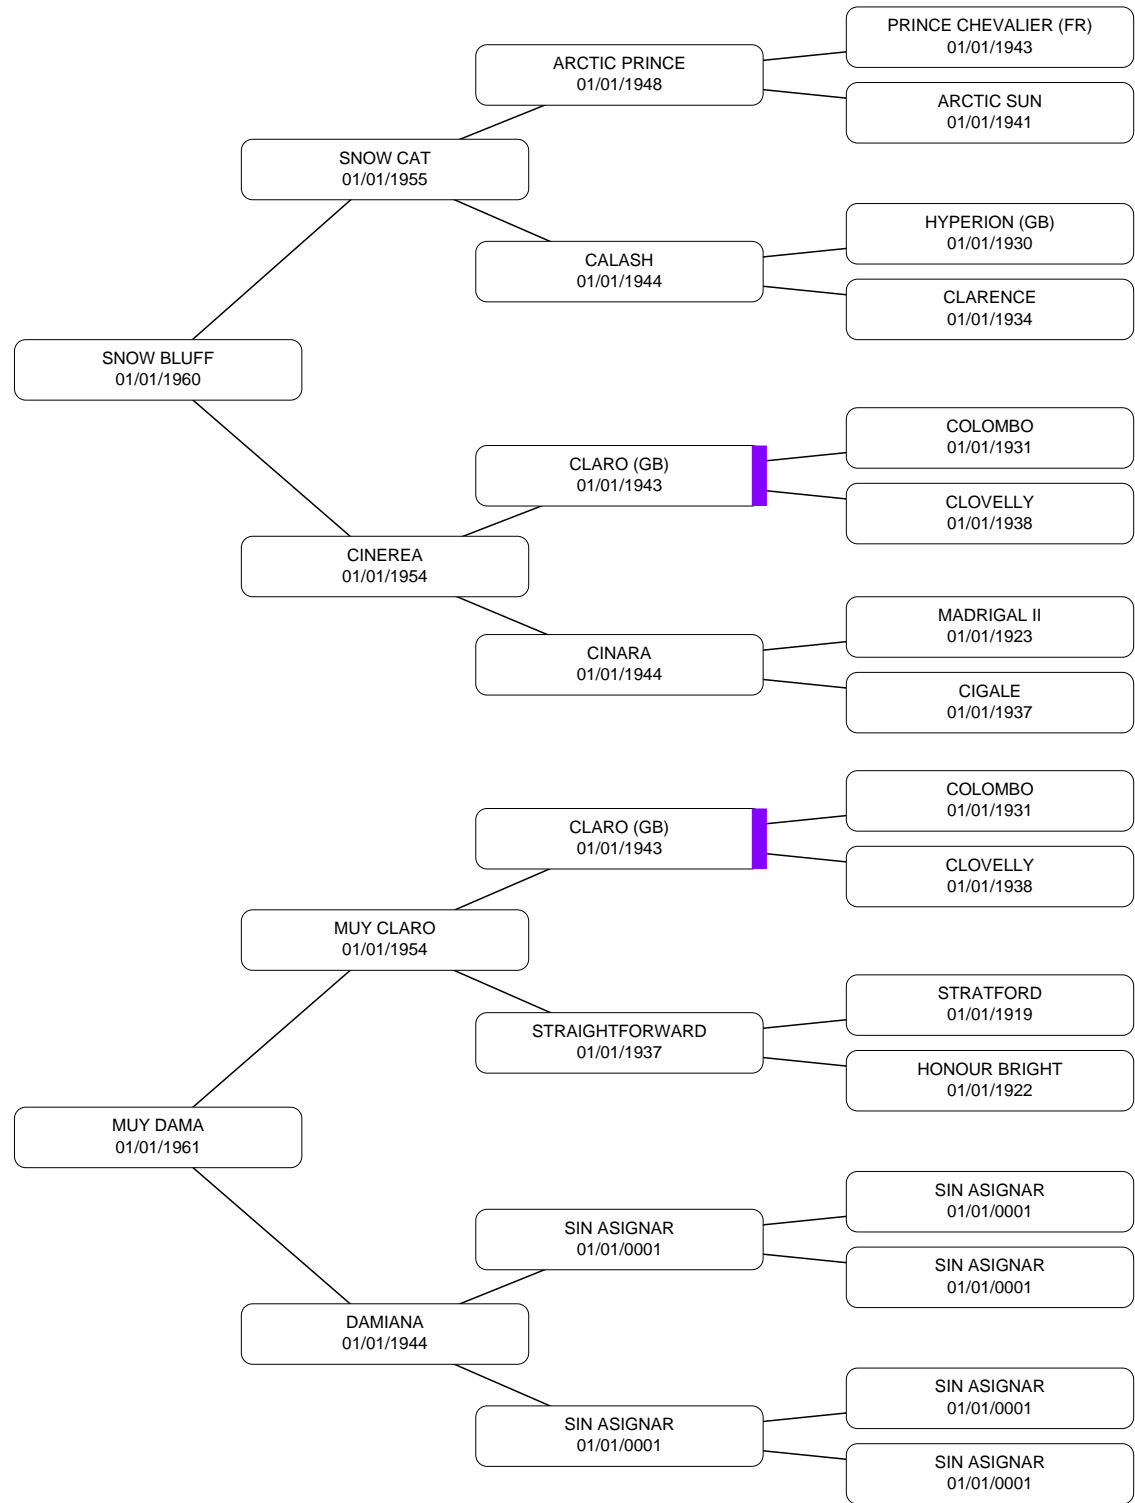 PRINCE CHEVALIER (FR)
01/01/1943
ARCTIC PRINCE
01/01/1948
ARCTIC SUN
01/01/1941
SNOW CAT
01/01/1955
HYPERION (GB)
01/01/1930
CALASH
01/01/1944
CLARENCE
01/01/1934
SNOW BLUFF
01/01/1960
COLOMBO
01/01/1931
CLARO (GB)
01/01/1943
CLOVELLY
01/01/1938
CINEREA
01/01/1954
MADRIGAL II
01/01/1923
CINARA
01/01/1944
CIGALE
01/01/1937
COLOMBO
01/01/1931
CLARO (GB)
01/01/1943
CLOVELLY
01/01/1938
MUY CLARO
01/01/1954
STRATFORD
01/01/1919
STRAIGHTFORWARD
01/01/1937
HONOUR BRIGHT
01/01/1922
MUY DAMA
01/01/1961
SIN ASIGNAR
01/01/0001
SIN ASIGNAR
01/01/0001
SIN ASIGNAR
01/01/0001
DAMIANA
01/01/1944
SIN ASIGNAR
01/01/0001
SIN ASIGNAR
01/01/0001
SIN ASIGNAR
01/01/0001